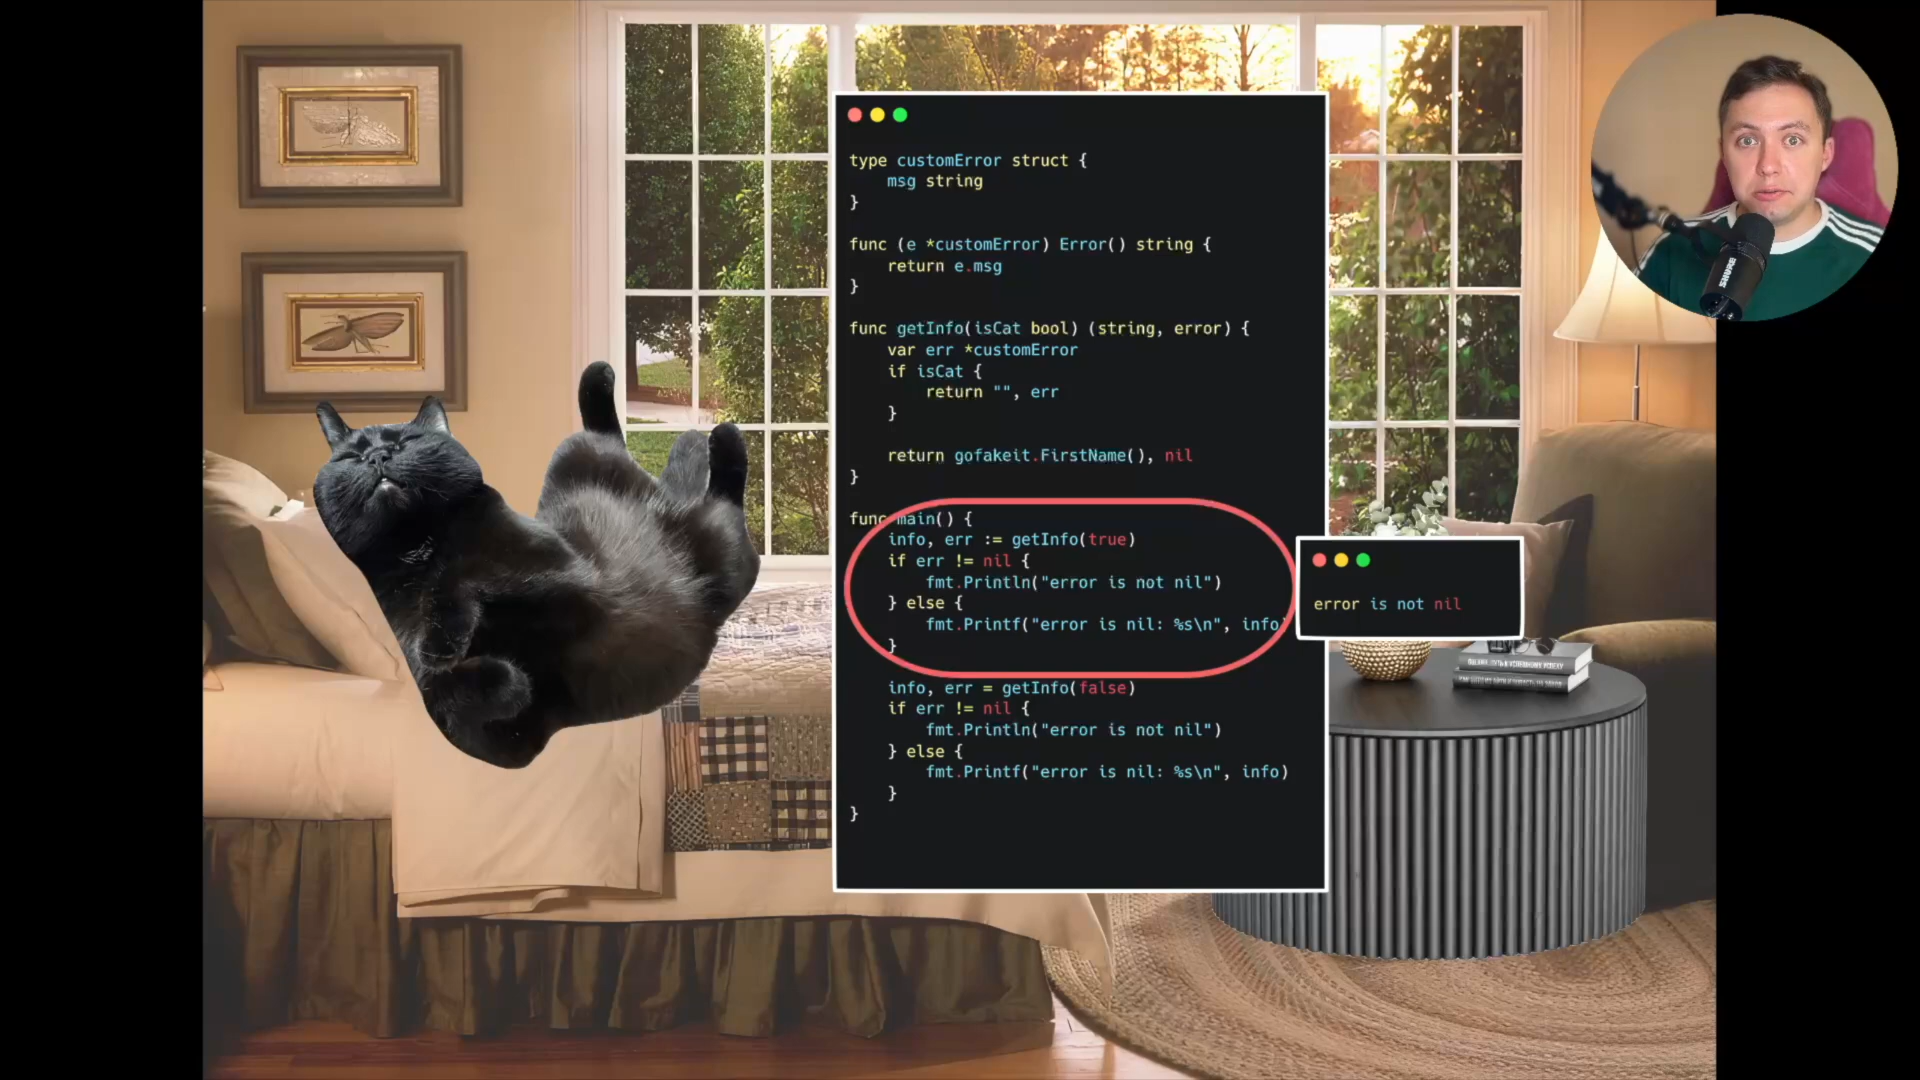 type customError struct {
    msg string
}

func (e *customError) Error() string {
    return e.msg
}

func getInfo(isCat bool) (string, error) {
    var err *customError
    if isCat {
        return "", err
    }

    return gofakeit.FirstName(), nil
}

func main() {
    info, err := getInfo(true)
    if err != nil {
        fmt.Println("error is not nil")
    } else {
        fmt.Printf("error is nil: %s\n", info)
    }

    info, err = getInfo(false)
    if err != nil {
        fmt.Println("error is not nil")
    } else {
        fmt.Printf("error is nil: %s\n", info)
    }
}
error is not nil
SHURE